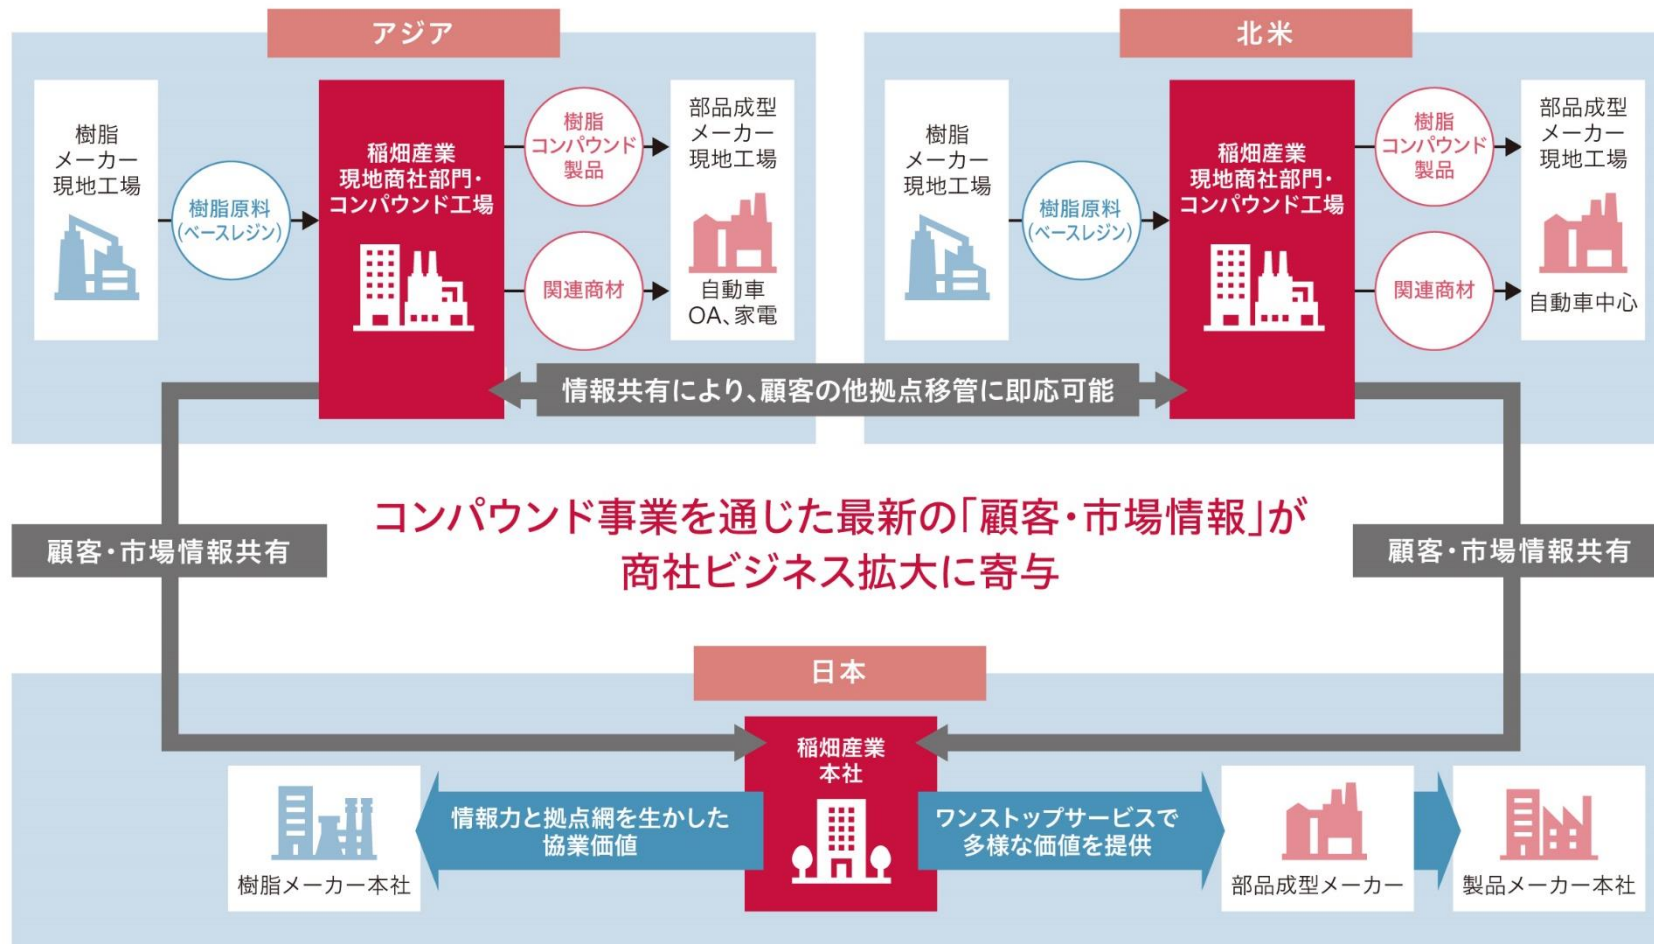 アジア
樹脂
メーカー
現地工場
樹脂原料
(ベースレジン)
稲畑産業
現地商社部門・
コンパウンド工場
樹脂
コンパウンド
製品
関連商材
部品成型
メーカー
現地工場
自動車
OA、家電
北米
樹脂
メーカー
現地工場
樹脂原料
(ベースレジン)
稲畑産業
現地商社部門・
コンパウンド工場
樹脂
コンパウンド
製品
関連商材
部品成型
メーカー
現地工場
自動車中心
情報共有により、顧客の他拠点移管に即応可能
顧客・市場情報共有
コンパウンド事業を通じた最新の「顧客・市場情報」が
商社ビジネス拡大に寄与
顧客・市場情報共有
日本
稲畑産業
本社
情報力と拠点網を生かした
協業価値
樹脂メーカー本社
ワンストップサービスで
多様な価値を提供
部品成型メーカー
製品メーカー本社